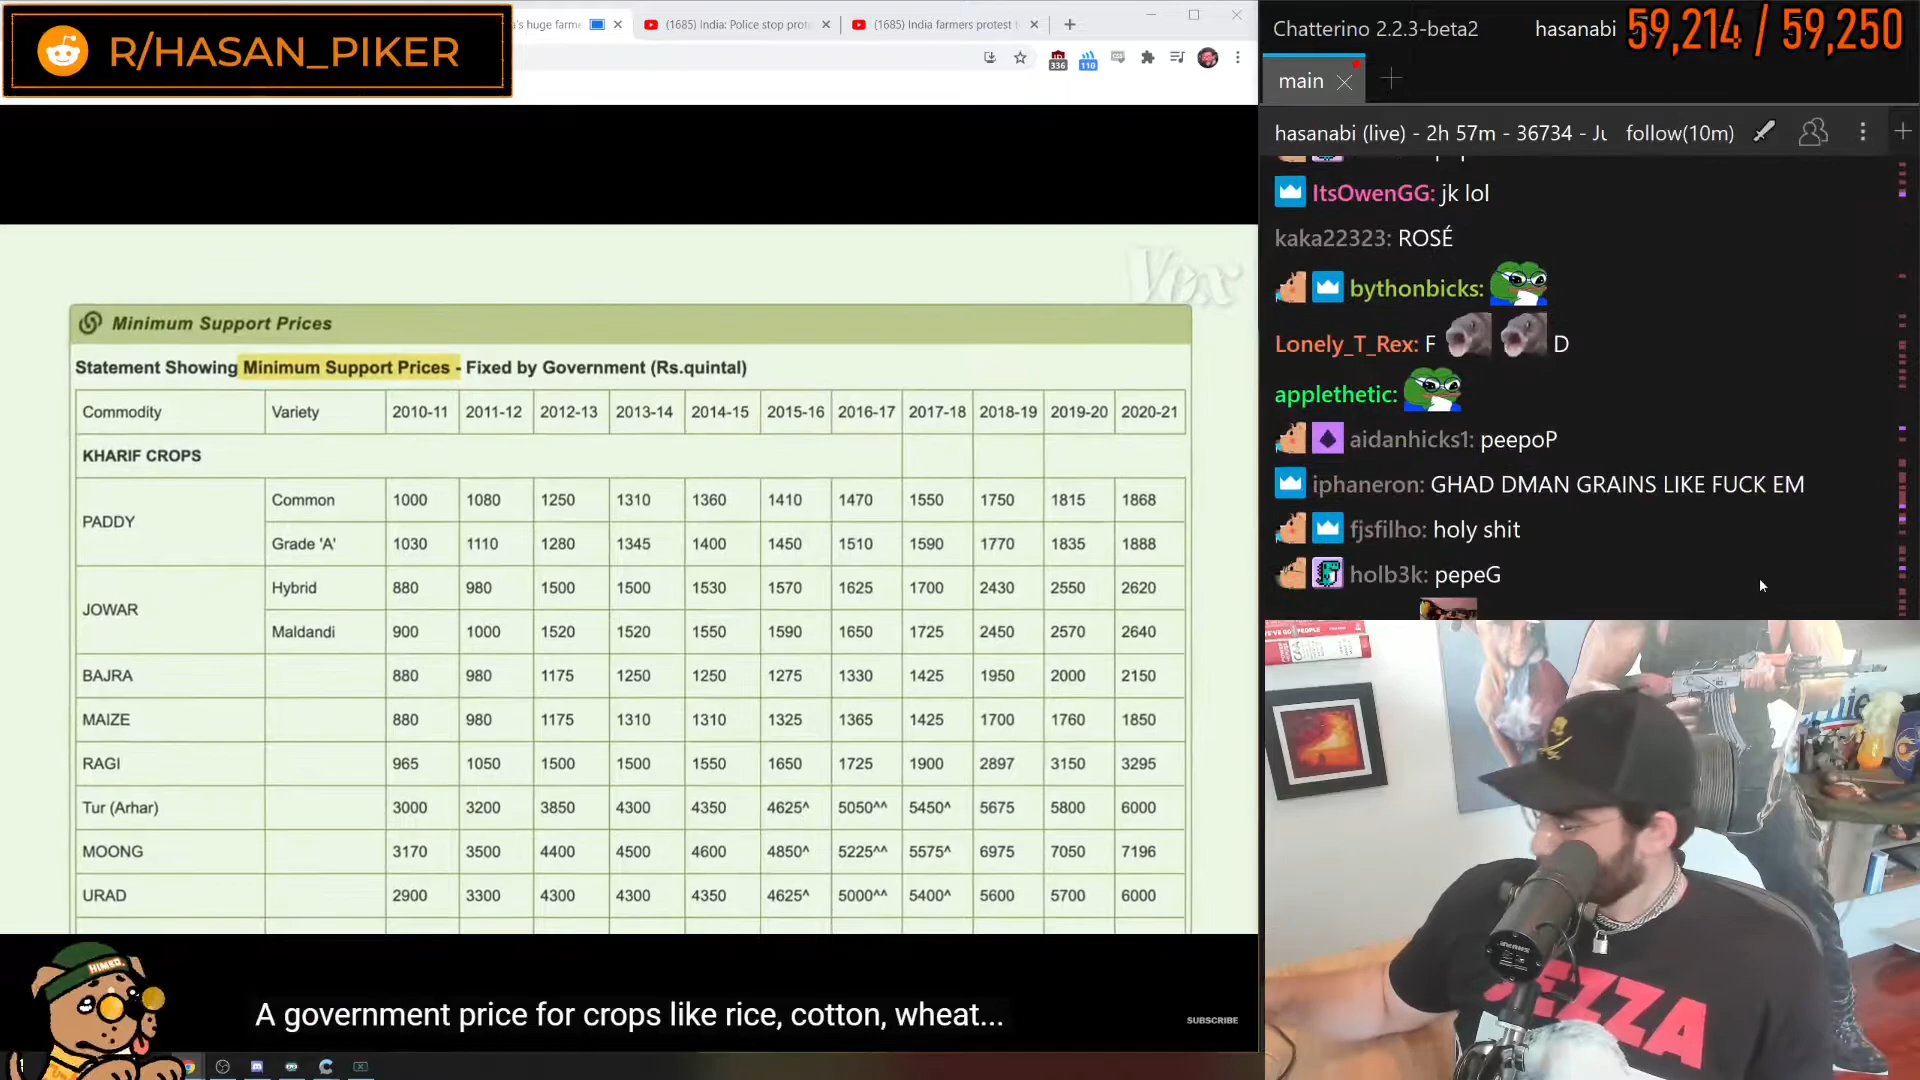 R/HASAN_PIKER
's huge farme
(1685) India: Police stop prot
(1685) India farmers protest
336
110
Chatterino 2.2.3-beta2
hasanabi
59,214 / 59,250
main
hasanabi (live) - 2h 57m - 36734 - Ju
follow(10m)
ItsOwenGG: jk lol
kaka22323: ROSÉ
bythonbicks:
Lonely_T_Rex: F D
applethetic:
aidanhicks1: peepoP
iphaneron: GHAD DMAN GRAINS LIKE FUCK EM
fjsfilho: holy shit
holb3k: pepeG
Vox
Minimum Support Prices
Statement Showing Minimum Support Prices - Fixed by Government (Rs.quintal)
Commodity Variety 2010-11 2011-12 2012-13 2013-14 2014-15 2015-16 2016-17 2017-18 2018-19 2019-20 2020-21
KHARIF CROPS
PADDY
Common 1000 1080 1250 1310 1360 1410 1470 1550 1750 1815 1868
Grade 'A' 1030 1110 1280 1345 1400 1450 1510 1590 1770 1835 1888
JOWAR
Hybrid 880 980 1500 1500 1530 1570 1625 1700 2430 2550 2620
Maldandi 900 1000 1520 1520 1550 1590 1650 1725 2450 2570 2640
BAJRA 880 980 1175 1250 1250 1275 1330 1425 1950 2000 2150
MAIZE 880 980 1175 1310 1310 1325 1365 1425 1700 1760 1850
RAGI 965 1050 1500 1500 1550 1650 1725 1900 2897 3150 3295
Tur (Arhar) 3000 3200 3850 4300 4350 4625^ 5050^^ 5450^ 5675 5800 6000
MOONG 3170 3500 4400 4500 4600 4850^ 5225^^ 5575^ 6975 7050 7196
URAD 2900 3300 4300 4300 4350 4625^ 5000^^ 5400^ 5600 5700 6000
A government price for crops like rice, cotton, wheat...
SUBSCRIBE
HIMBO.
EZZA